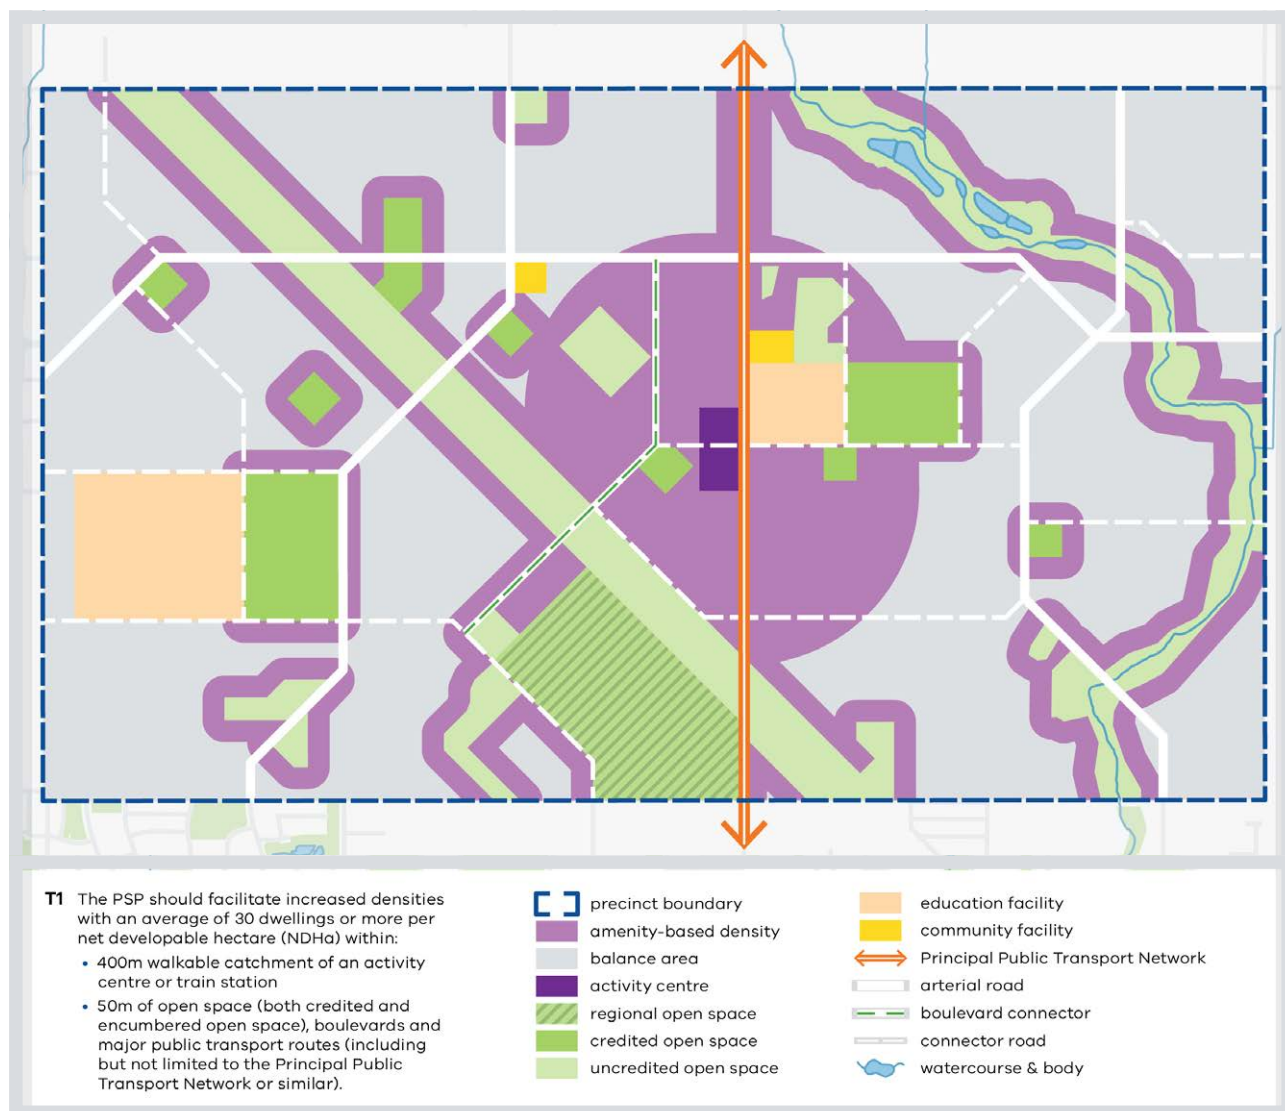 T1 The PSP should facilitate increased densities
with an average of 30 dwellings or more per
net developable hectare (NDHa) within:
• 400m walkable catchment of an activity
centre or train station
• 50m of open space (both credited and
encumbered open space), boulevards and
major public transport routes (including
but not limited to the Principal Public
Transport Network or similar).
precinct boundary
amenity-based density
balance area
activity centre
regional open space
credited open space
uncredited open space
education facility
community facility
Principal Public Transport Network
arterial road
boulevard connector
connector road
watercourse & body